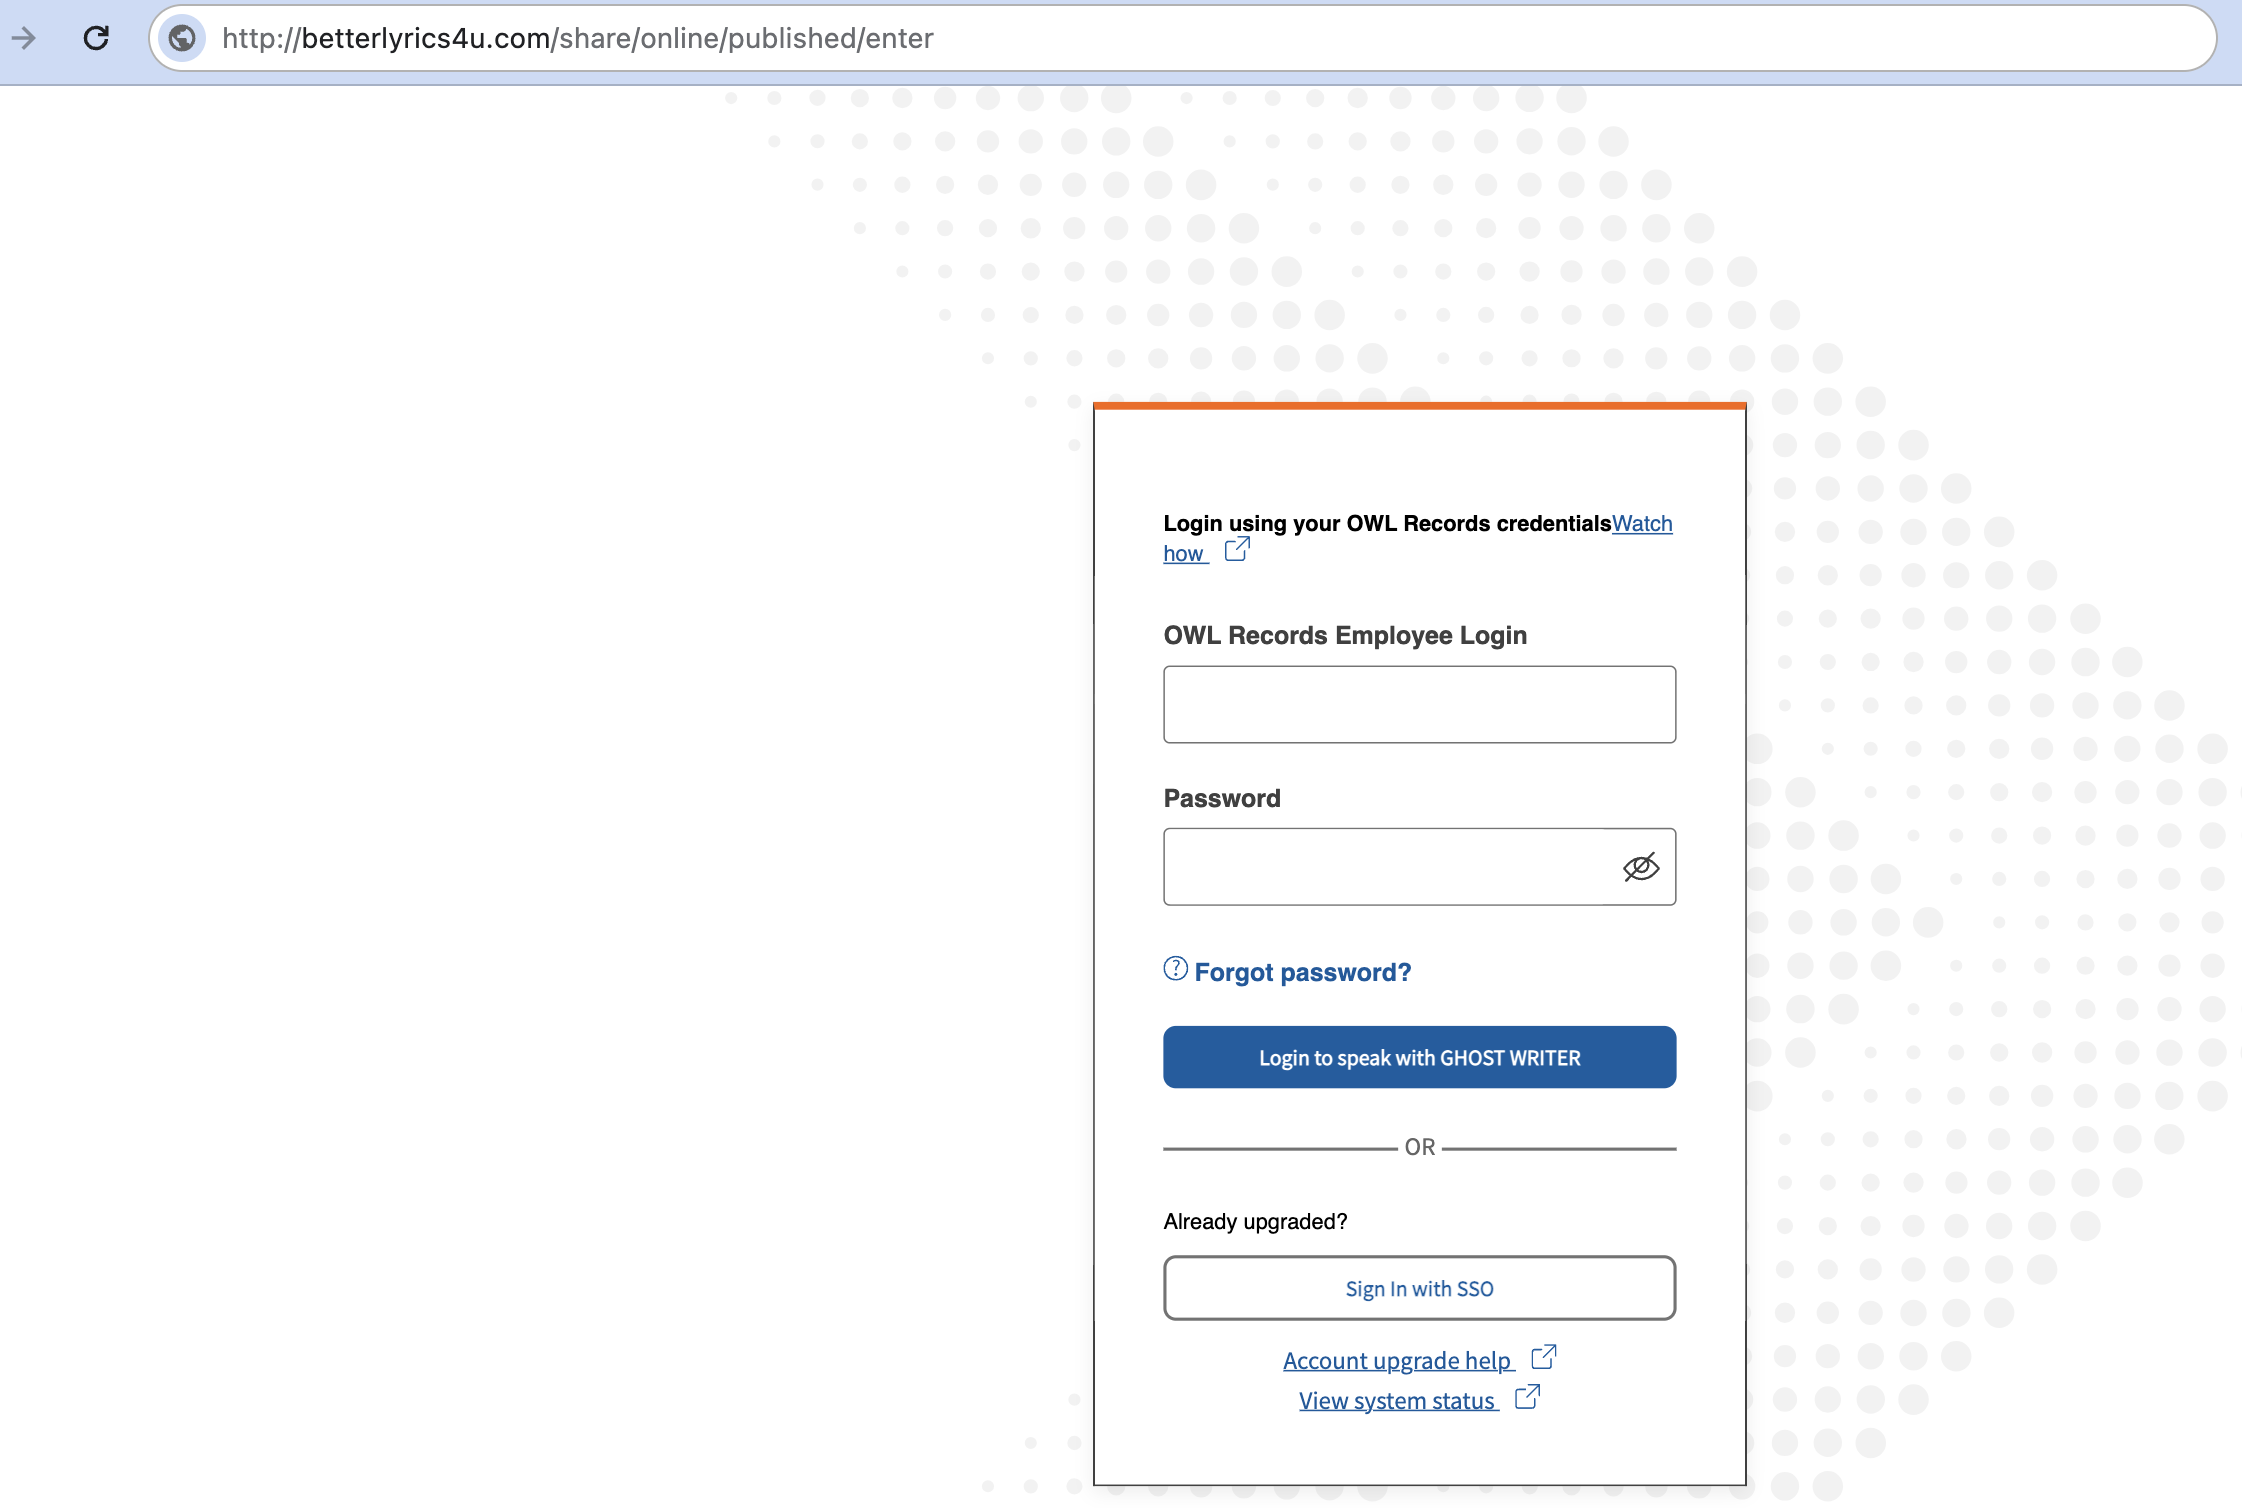 http://betterlyrics4u.com/share/online/published/enter
Login using your OWL Records credentialsWatch
how
OWL Records Employee Login
Password
Forgot password?
Login to speak with GHOST WRITER
OR
Already upgraded?
Sign In with SSO
Account upgrade help
View system status